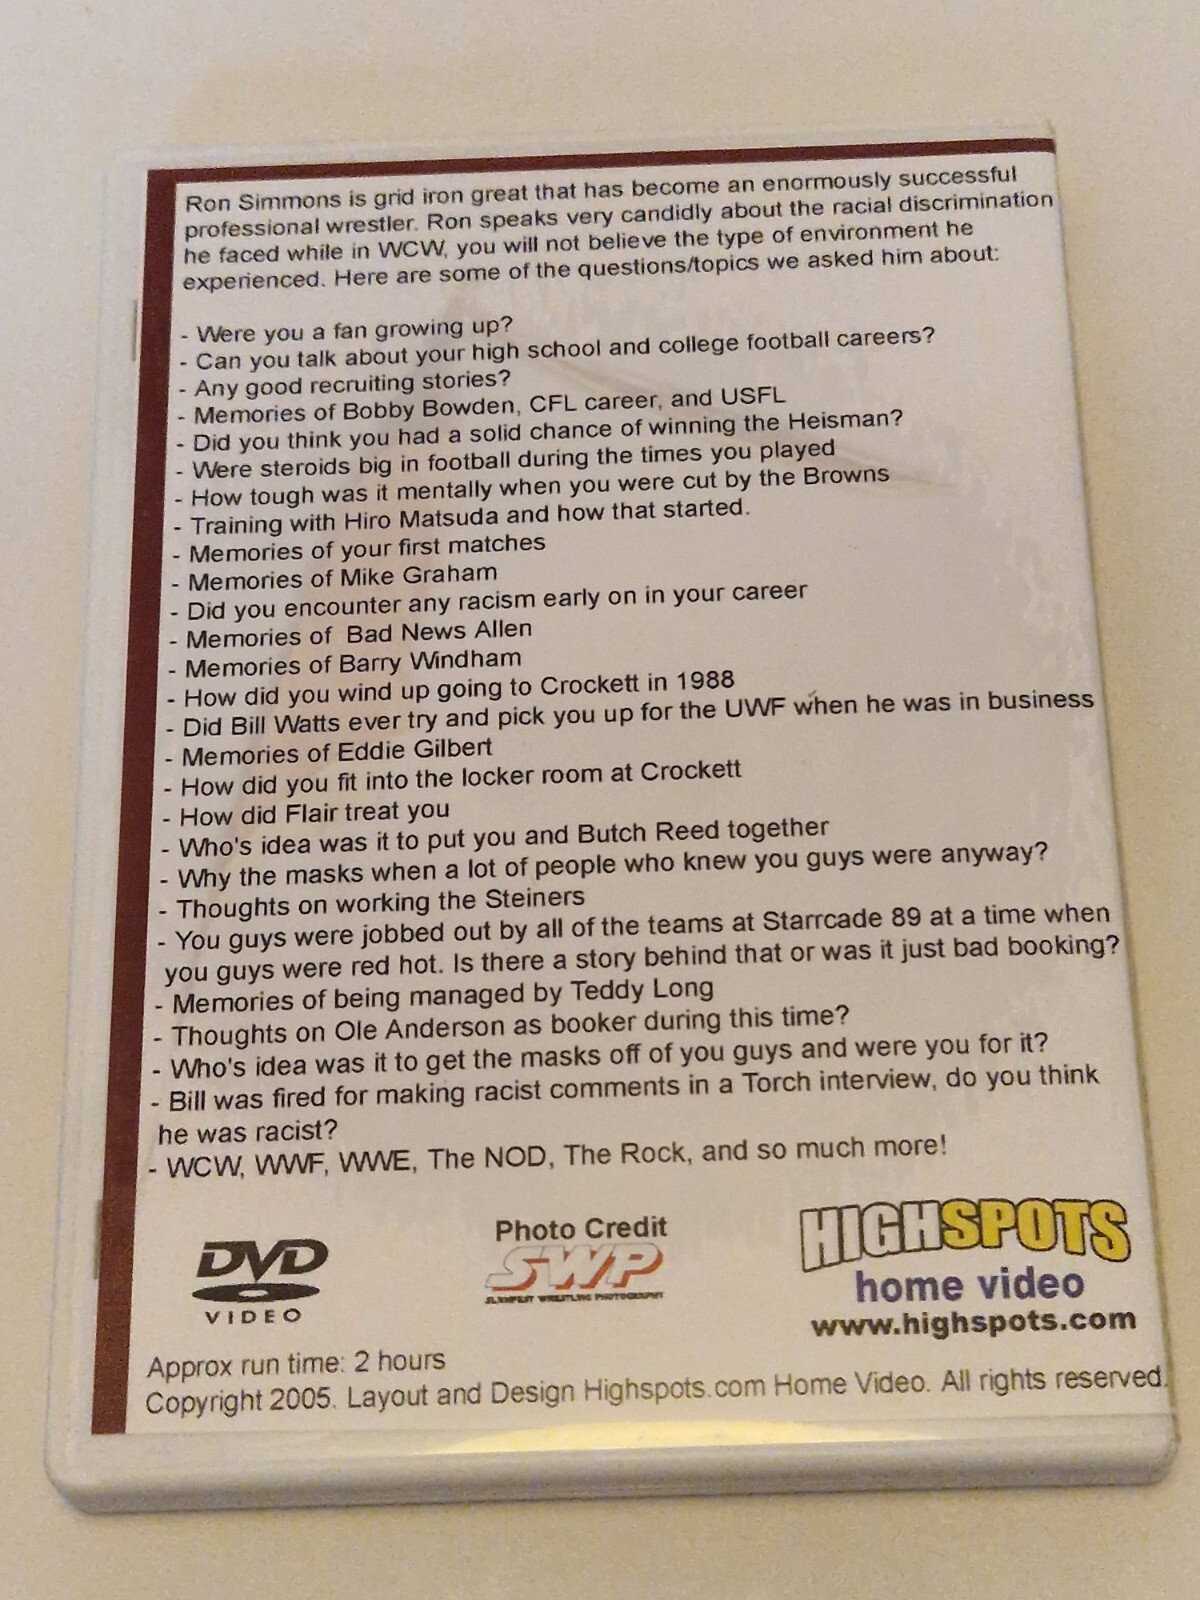 Ron Simmons is grid iron great that has become an enormously successful
professional wrestler. Ron speaks very candidly about the racial discrimination
he faced while in WCW, you will not believe the type of environment he
experienced. Here are some of the questions/topics we asked him about:
- Were you a fan growing up?
- Can you talk about your high school and college football careers?
- Any good recruiting stories?
- Memories of Bobby Bowden, CFL career, and USFL
- Did you think you had a solid chance of winning the Heisman?
- Were steroids big in football during the times you played
- How tough was it mentally when you were cut by the Browns
- Training with Hiro Matsuda and how that started.
- Memories of your first matches
- Memories of Mike Graham
- Did you encounter any racism early on in your career
- Memories of Bad News Allen
- Memories of Barry Windham
- How did you wind up going to Crockett in 1988
- Did Bill Watts ever try and pick you up for the UWF when he was in business
- Memories of Eddie Gilbert
- How did you fit into the locker room at Crockett
- How did Flair treat you
- Who's idea was it to put you and Butch Reed together
- Why the masks when a lot of people who knew you guys were anyway?
- Thoughts on working the Steiners
- You guys were jobbed out by all of the teams at Starrcade 89 at a time when
you guys were red hot. Is there a story behind that or was it just bad booking?
- Memories of being managed by Teddy Long
- Thoughts on Ole Anderson as booker during this time?
- Who's idea was it to get the masks off of you guys and were you for it?
- Bill was fired for making racist comments in a Torch interview, do you think
he was racist?
- WCW, WWF, WWE, The NOD, The Rock, and so much more!
DVD
VIDEO
Photo Credit
SWP
SLAMFEST WRESTLING PHOTOGRAPHY
HIGHSPOTS
home video
www.highspots.com
Approx run time: 2 hours
Copyright 2005. Layout and Design Highspots.com Home Video. All rights reserved.